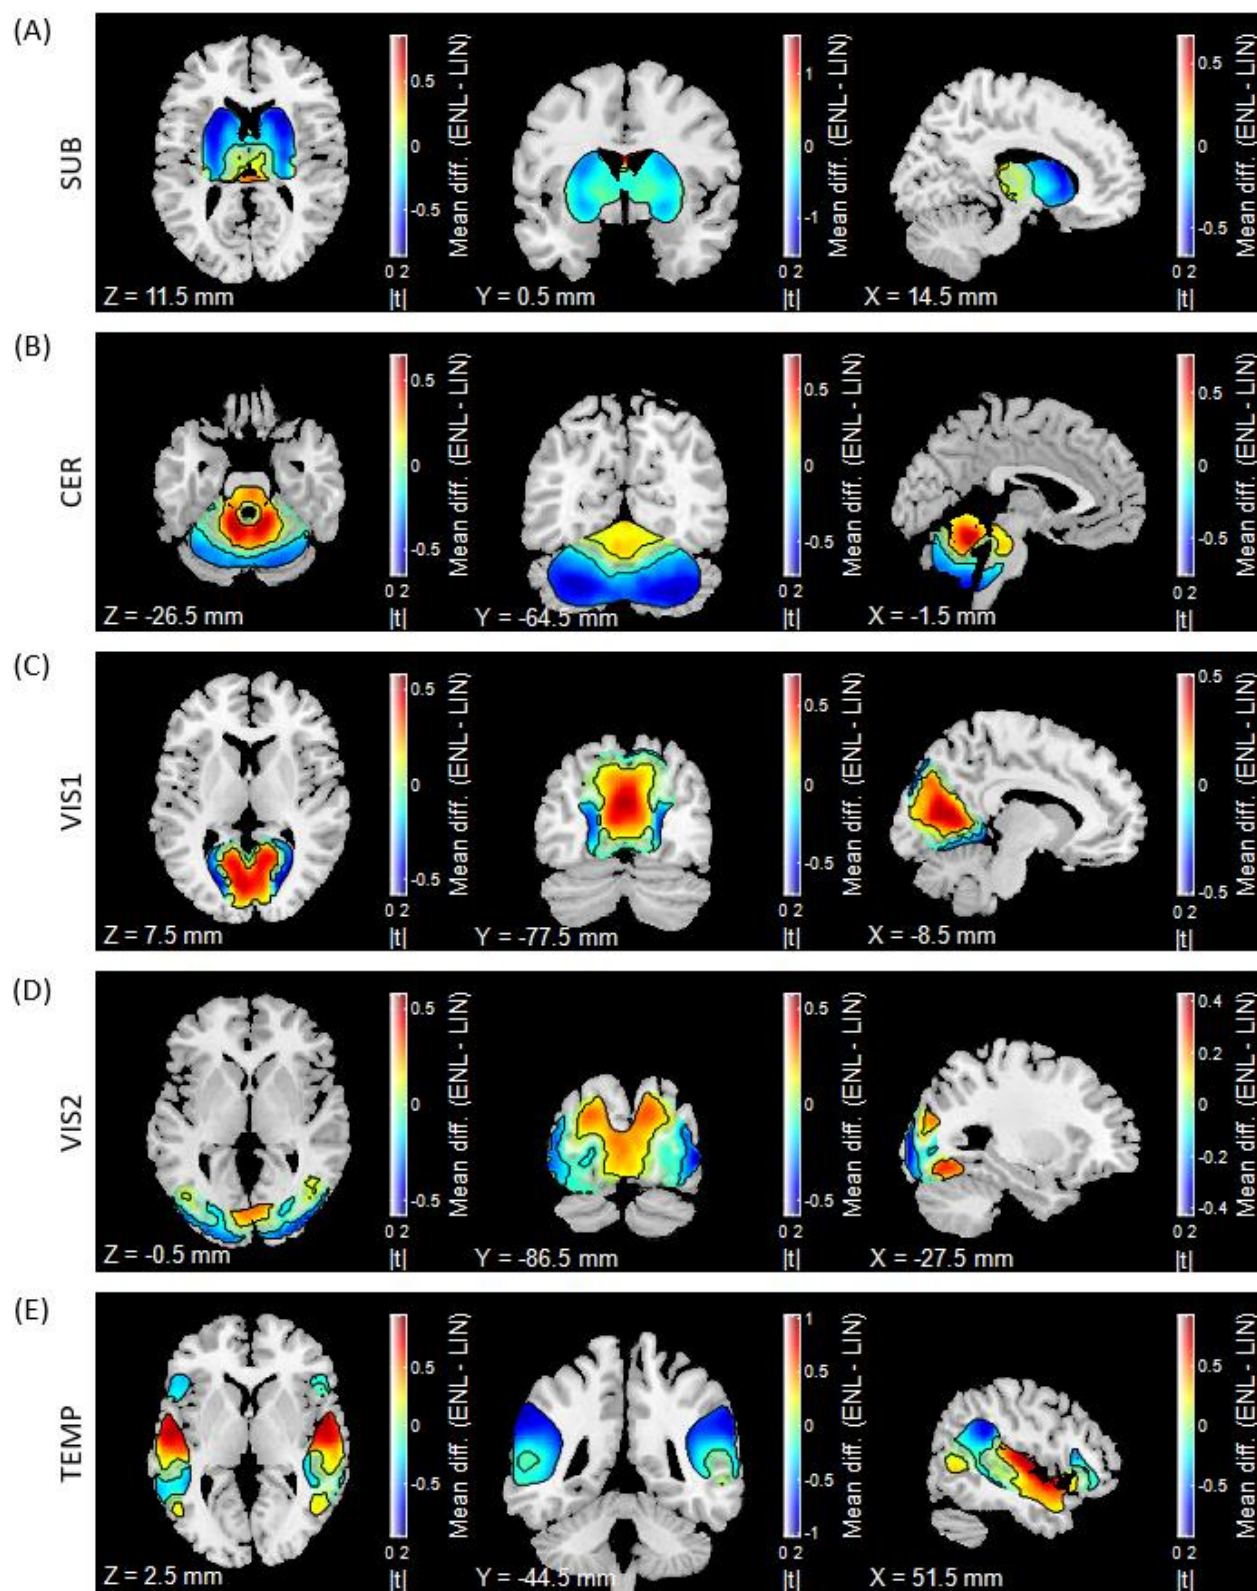 (A)
SUB
0.5
0
-0.5
Mean diff. (ENL - LIN)
0 2
|t|
Z = 11.5 mm
1
0
-1
Mean diff. (ENL - LIN)
0 2
|t|
Y = 0.5 mm
0.5
0
-0.5
Mean diff. (ENL - LIN)
0 2
|t|
X = 14.5 mm
(B)
CER
0.5
0
-0.5
Mean diff. (ENL - LIN)
0 2
|t|
Z = -26.5 mm
0.5
0
-0.5
Mean diff. (ENL - LIN)
0 2
|t|
Y = -64.5 mm
0.5
0
-0.5
Mean diff. (ENL - LIN)
0 2
|t|
X = -1.5 mm
(C)
VIS1
0.5
0
-0.5
Mean diff. (ENL - LIN)
0 2
|t|
Z = 7.5 mm
0.5
0
-0.5
Mean diff. (ENL - LIN)
0 2
|t|
Y = -77.5 mm
0.5
0
-0.5
Mean diff. (ENL - LIN)
0 2
|t|
X = -8.5 mm
(D)
VIS2
0.5
0
-0.5
Mean diff. (ENL - LIN)
0 2
|t|
Z = -0.5 mm
0.5
0
-0.5
Mean diff. (ENL - LIN)
0 2
|t|
Y = -86.5 mm
0.4
0.2
0
-0.2
-0.4
Mean diff. (ENL - LIN)
0 2
|t|
X = -27.5 mm
(E)
TEMP
0.5
0
-0.5
Mean diff. (ENL - LIN)
0 2
|t|
Z = 2.5 mm
1
0.5
0
-0.5
-1
Mean diff. (ENL - LIN)
0 2
|t|
Y = -44.5 mm
0.5
0
-0.5
Mean diff. (ENL - LIN)
0 2
|t|
X = 51.5 mm